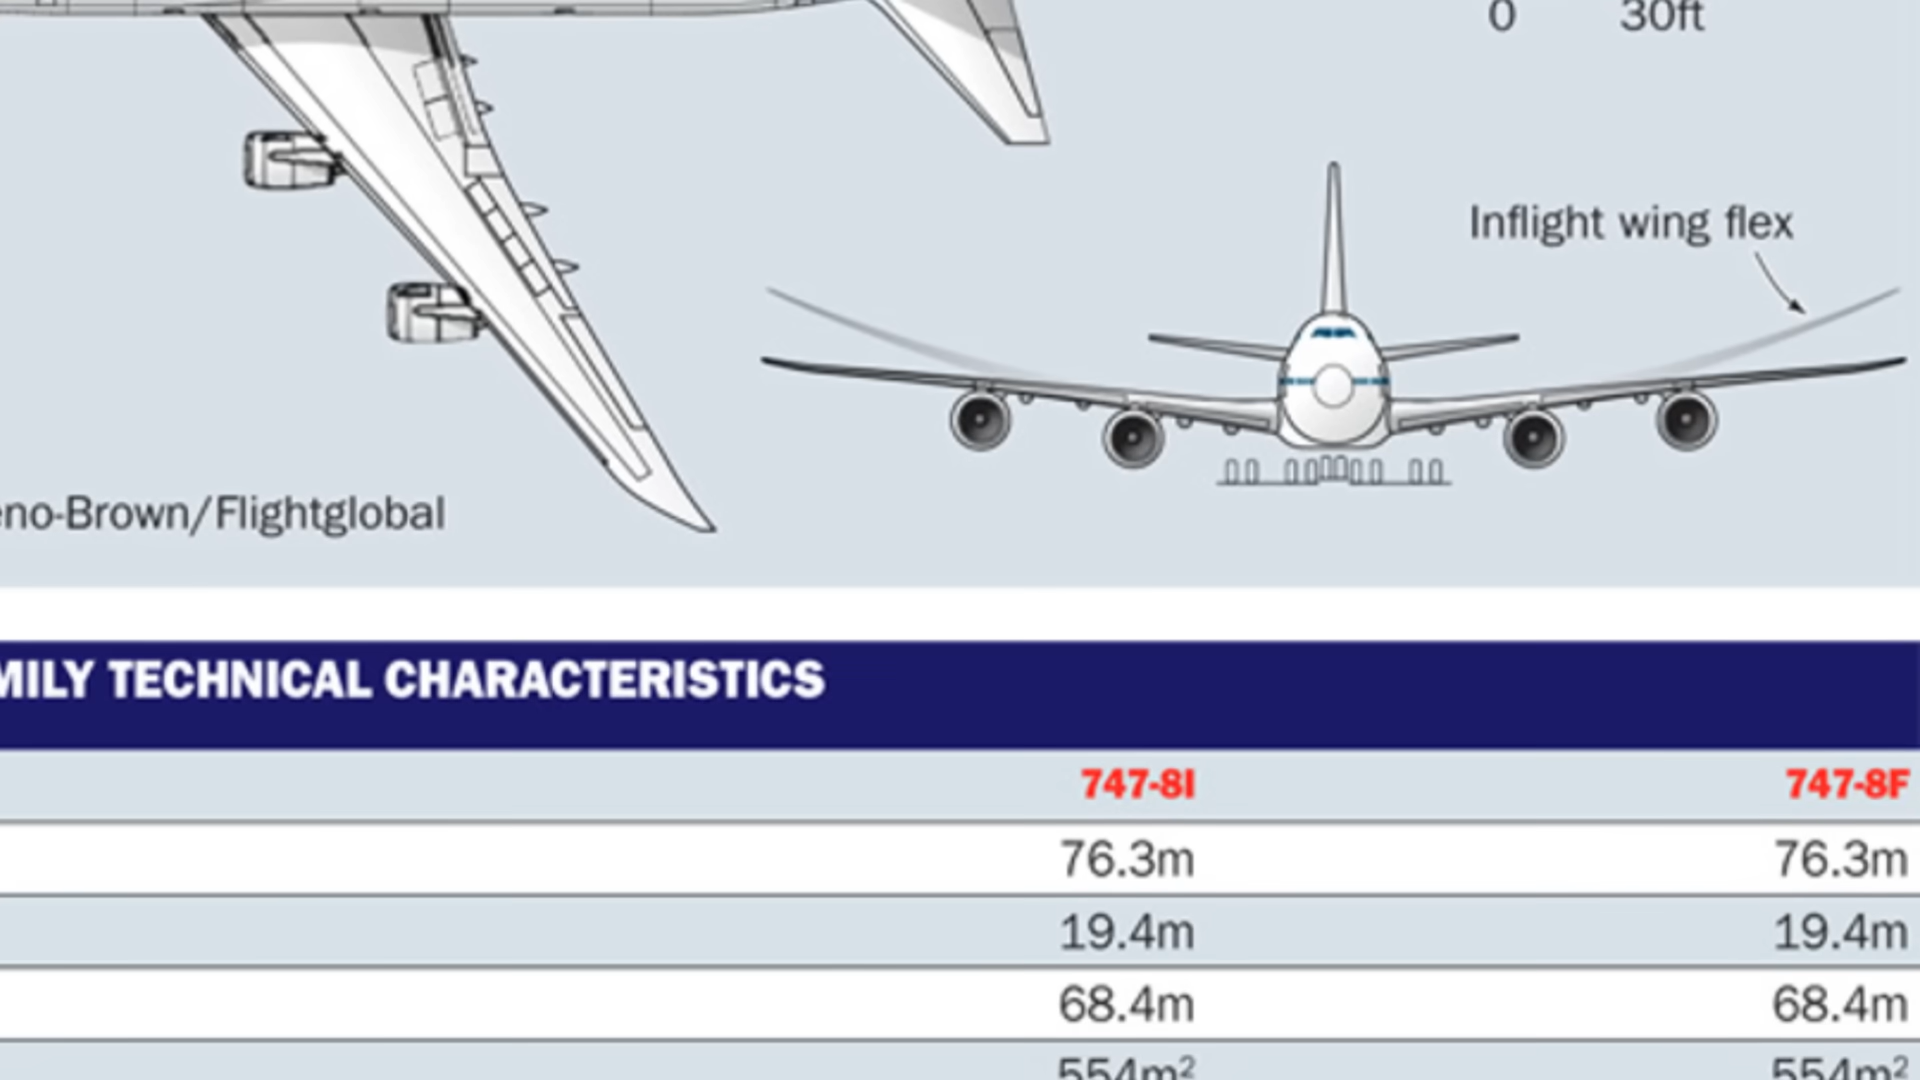 0 30ft
Inflight wing flex
eno-Brown/Flightglobal
MILY TECHNICAL CHARACTERISTICS
747-8I 747-8F
76.3m 76.3m
19.4m 19.4m
68.4m 68.4m
554m² 554m²